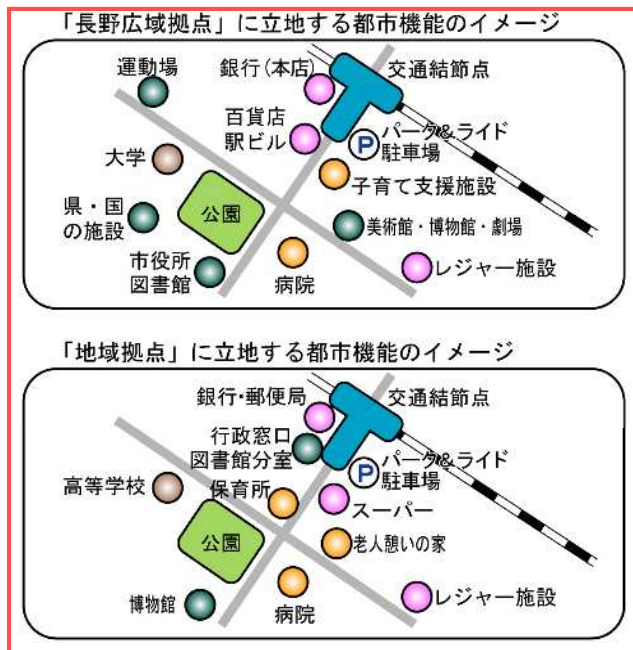 「長野広域拠点」に立地する都市機能のイメージ
運動場
銀行(本店)
交通結節点
百貨店
駅ビル
P
パーク&ライド
駐車場
大学
子育て支援施設
県・国
の施設
公園
美術館・博物館・劇場
市役所
図書館
病院
レジャー施設
「地域拠点」に立地する都市機能のイメージ
銀行・郵便局
交通結節点
行政窓口
図書館分室
P
パーク&ライド
駐車場
高等学校
保育所
スーパー
公園
老人憩いの家
博物館
病院
レジャー施設